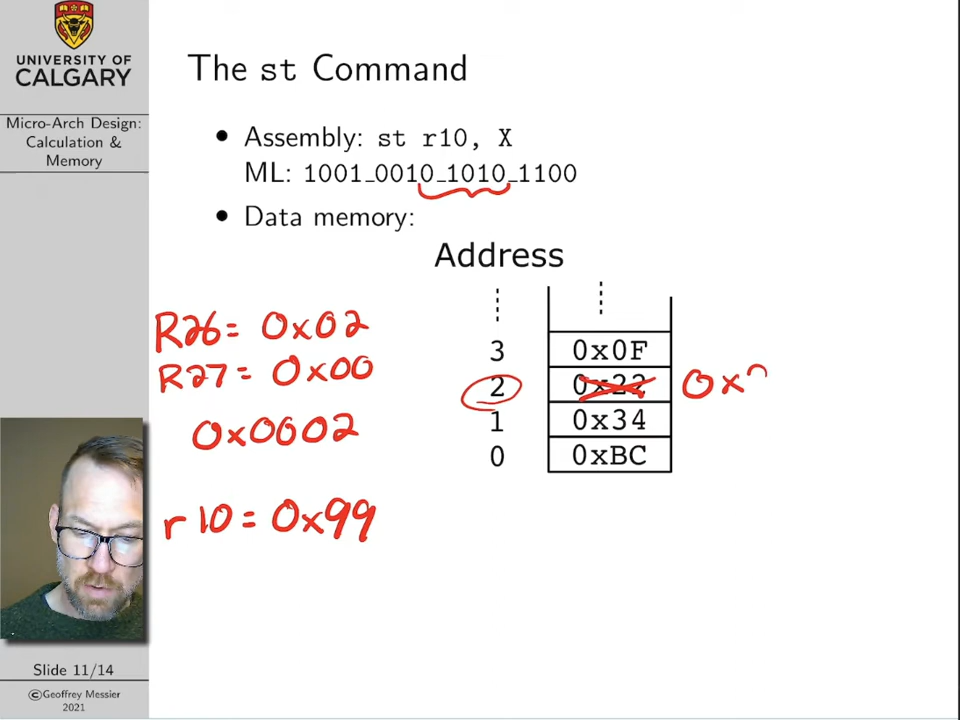 UNIVERSITY OF
CALGARY
Micro-Arch Design:
Calculation &
Memory
The st Command
• Assembly: st r10, X
ML: 1001_0010_1010_1100
• Data memory:
Address
R26 = 0x02
R27 = 0x00
0x0002
r10 = 0x99
3 0x0F
2 0x22 0x
1 0x34
0 0xBC
Slide 11/14
©Geoffrey Messier
2021